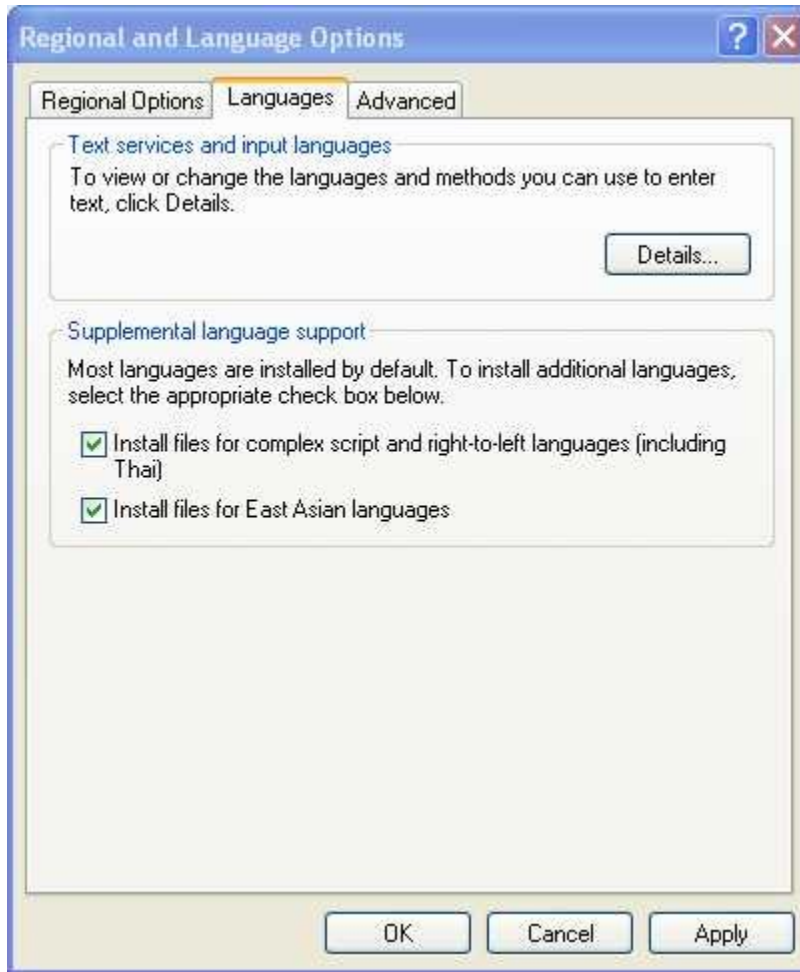 Regional and Language Options
Regional Options Languages Advanced
Text services and input languages
To view or change the languages and methods you can use to enter
text, click Details.
Details...
Supplemental language support
Most languages are installed by default. To install additional languages,
select the appropriate check box below.
Install files for complex script and right-to-left languages (including
Thai)
Install files for East Asian languages
OK Cancel Apply